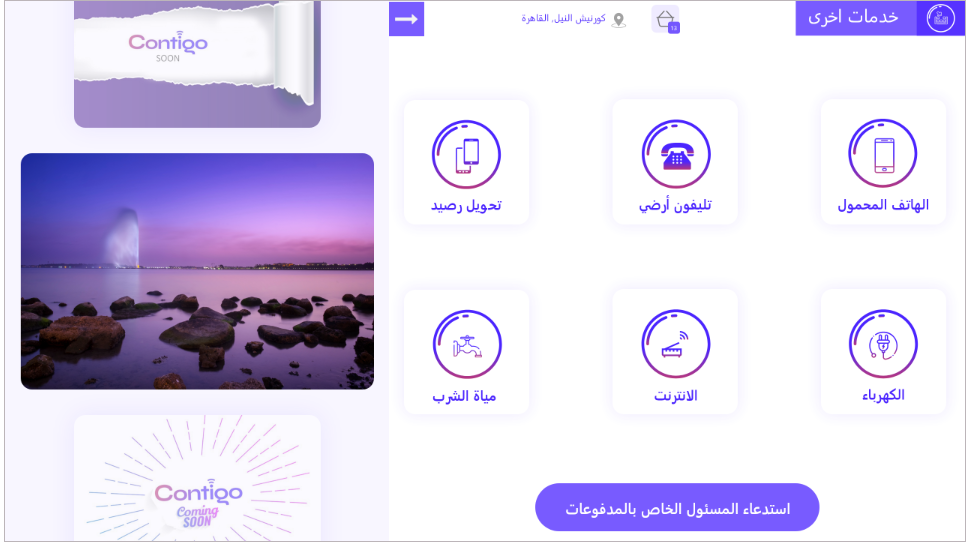 خدمات اخرى
13
كورنيش النيل, القاهرة
الهاتف المحمول
تليفون أرضي
تحويل رصيد
الكهرباء
الانترنت
مياة الشرب
استدعاء المسئول الخاص بالمدفوعات
Contigo
SOON
Contigo
Coming
SOON